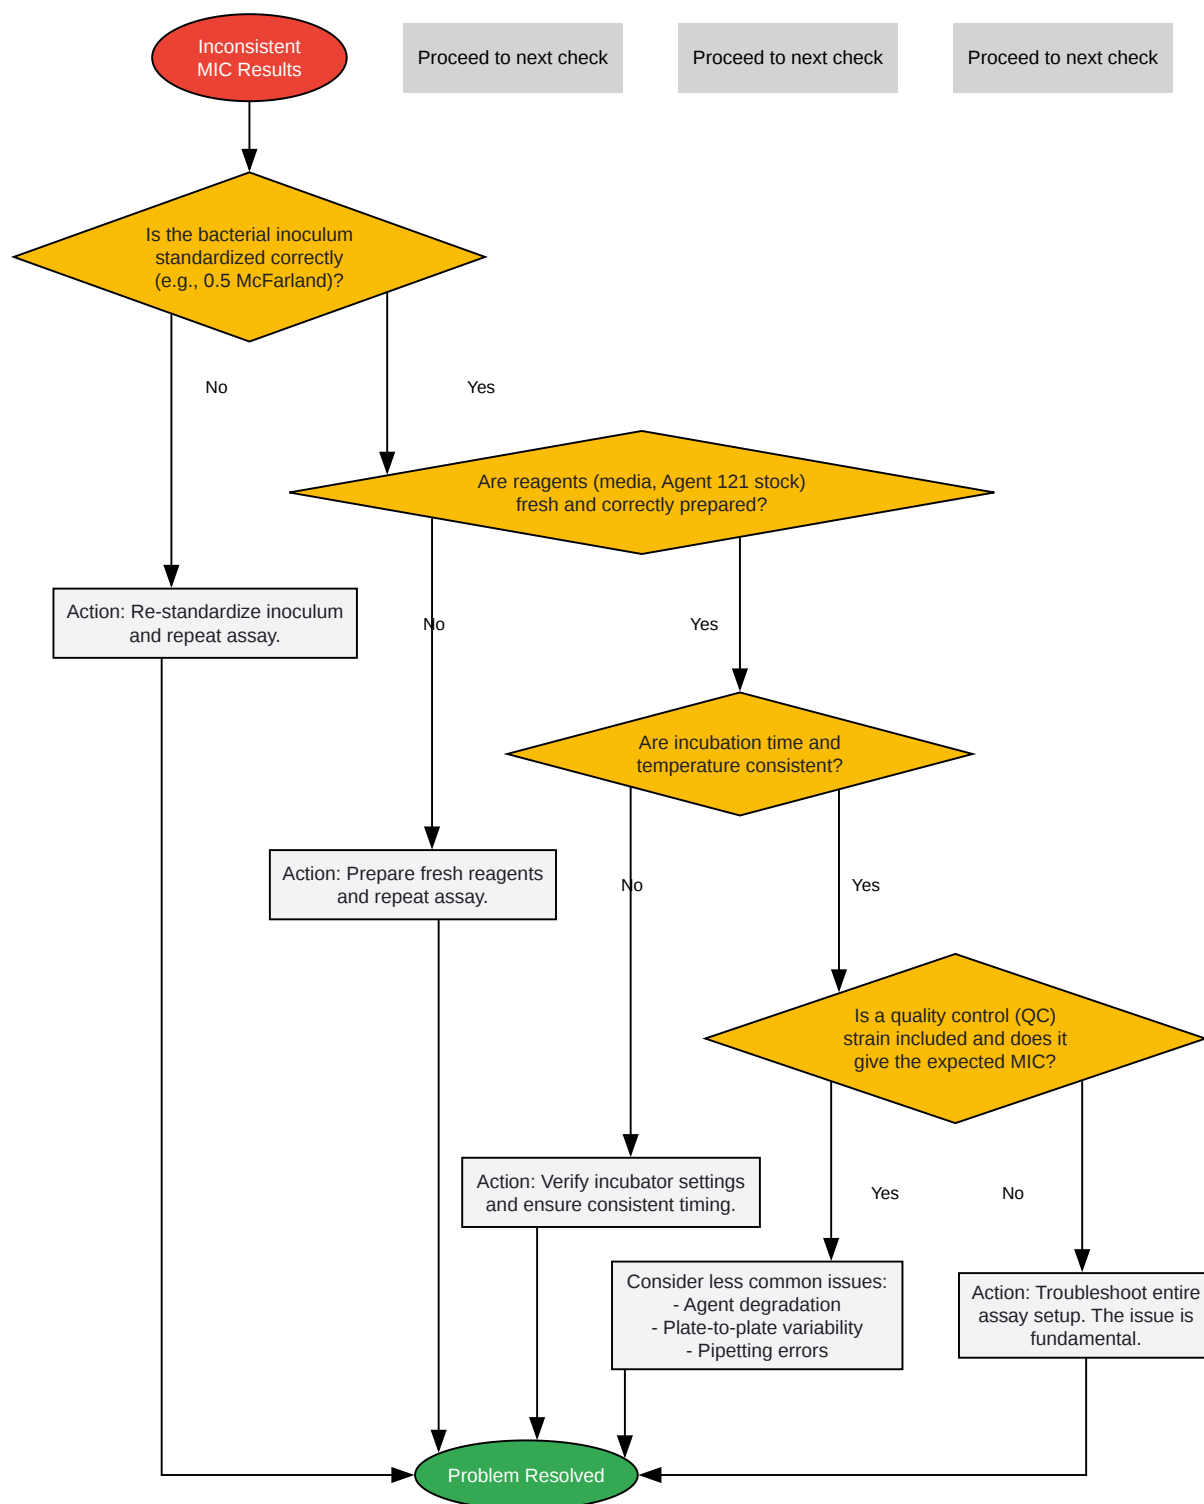 Inconsistent
MIC Results
Proceed to next check
Proceed to next check
Proceed to next check
Is the bacterial inoculum
standardized correctly
(e.g., 0.5 McFarland)?
No
Yes
Are reagents (media, Agent 121 stock)
fresh and correctly prepared?
Action: Re-standardize inoculum
and repeat assay.
No
Yes
Are incubation time and
temperature consistent?
Action: Prepare fresh reagents
and repeat assay.
No
Yes
Is a quality control (QC)
strain included and does it
give the expected MIC?
Action: Verify incubator settings
and ensure consistent timing.
Yes
No
Consider less common issues:
- Agent degradation
- Plate-to-plate variability
- Pipetting errors
Action: Troubleshoot entire
assay setup. The issue is
fundamental.
Problem Resolved